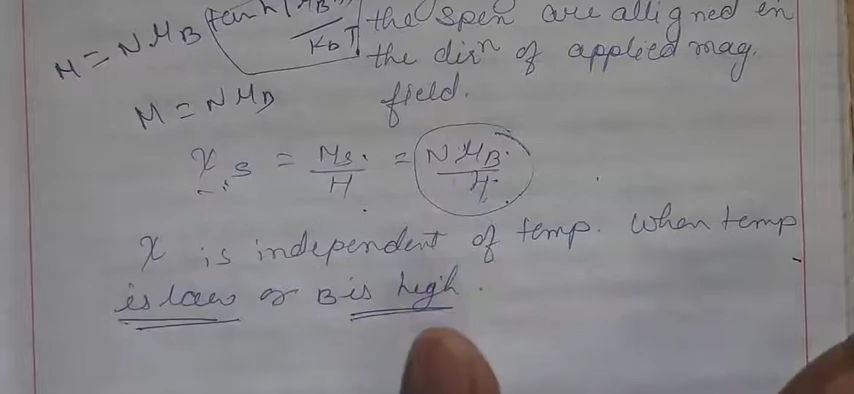 M = NμB tanh(μB / KbT) the spen are alligned in
the dirn of applied mag.
M = NμB field.
χs = Ms/H = NμB/H
χ is independent of temp. When temp
is low or B is high.